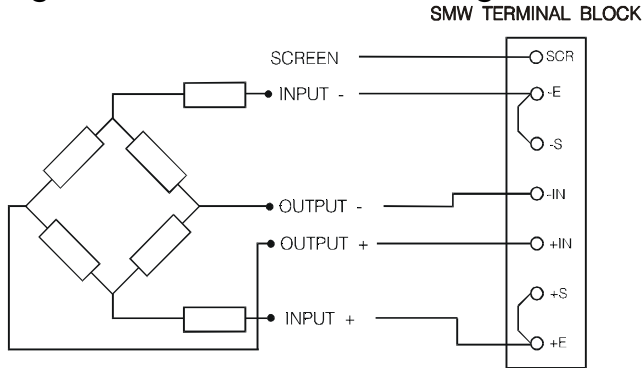 SMW TERMINAL BLOCK
SCREEN
SCR
INPUT -
-E
-S
OUTPUT -
-IN
OUTPUT +
+IN
+S
INPUT +
+E